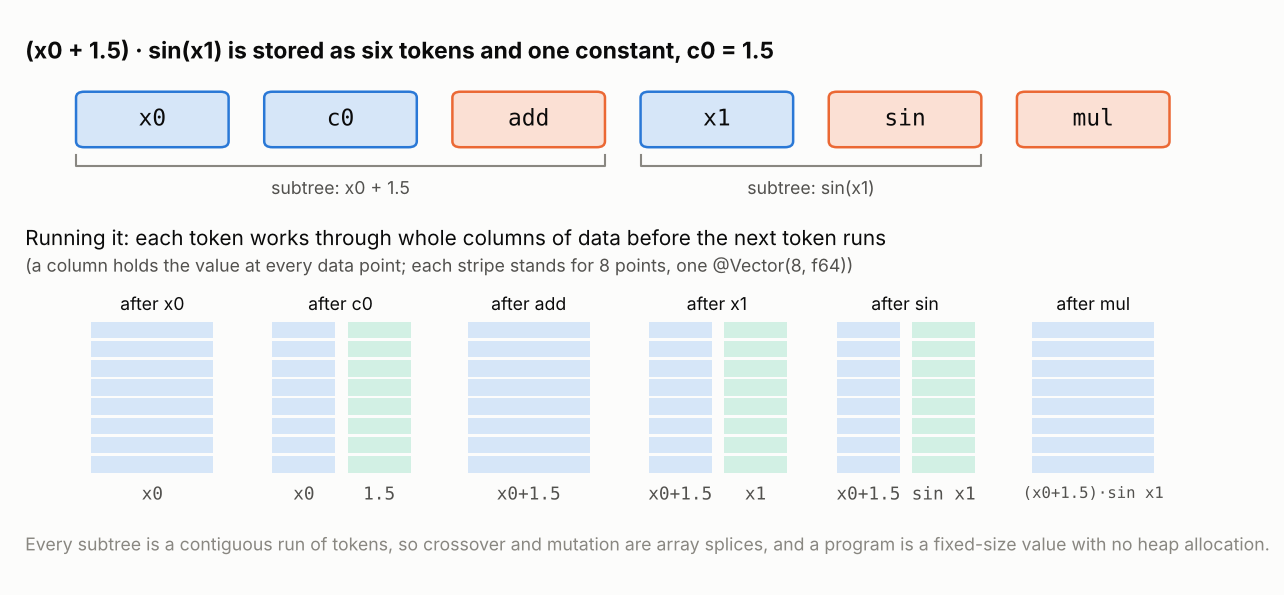 (x0 + 1.5) · sin(x1) is stored as six tokens and one constant, c0 = 1.5
x0 c0 add x1 sin mul
subtree: x0 + 1.5 subtree: sin(x1)
Running it: each token works through whole columns of data before the next token runs
(a column holds the value at every data point; each stripe stands for 8 points, one @Vector(8, f64))
after x0 after c0 after add after x1 after sin after mul
x0 x0 1.5 x0+1.5 x0+1.5 x1 x0+1.5 sin x1 (x0+1.5)·sin x1
Every subtree is a contiguous run of tokens, so crossover and mutation are array splices, and a program is a fixed-size value with no heap allocation.